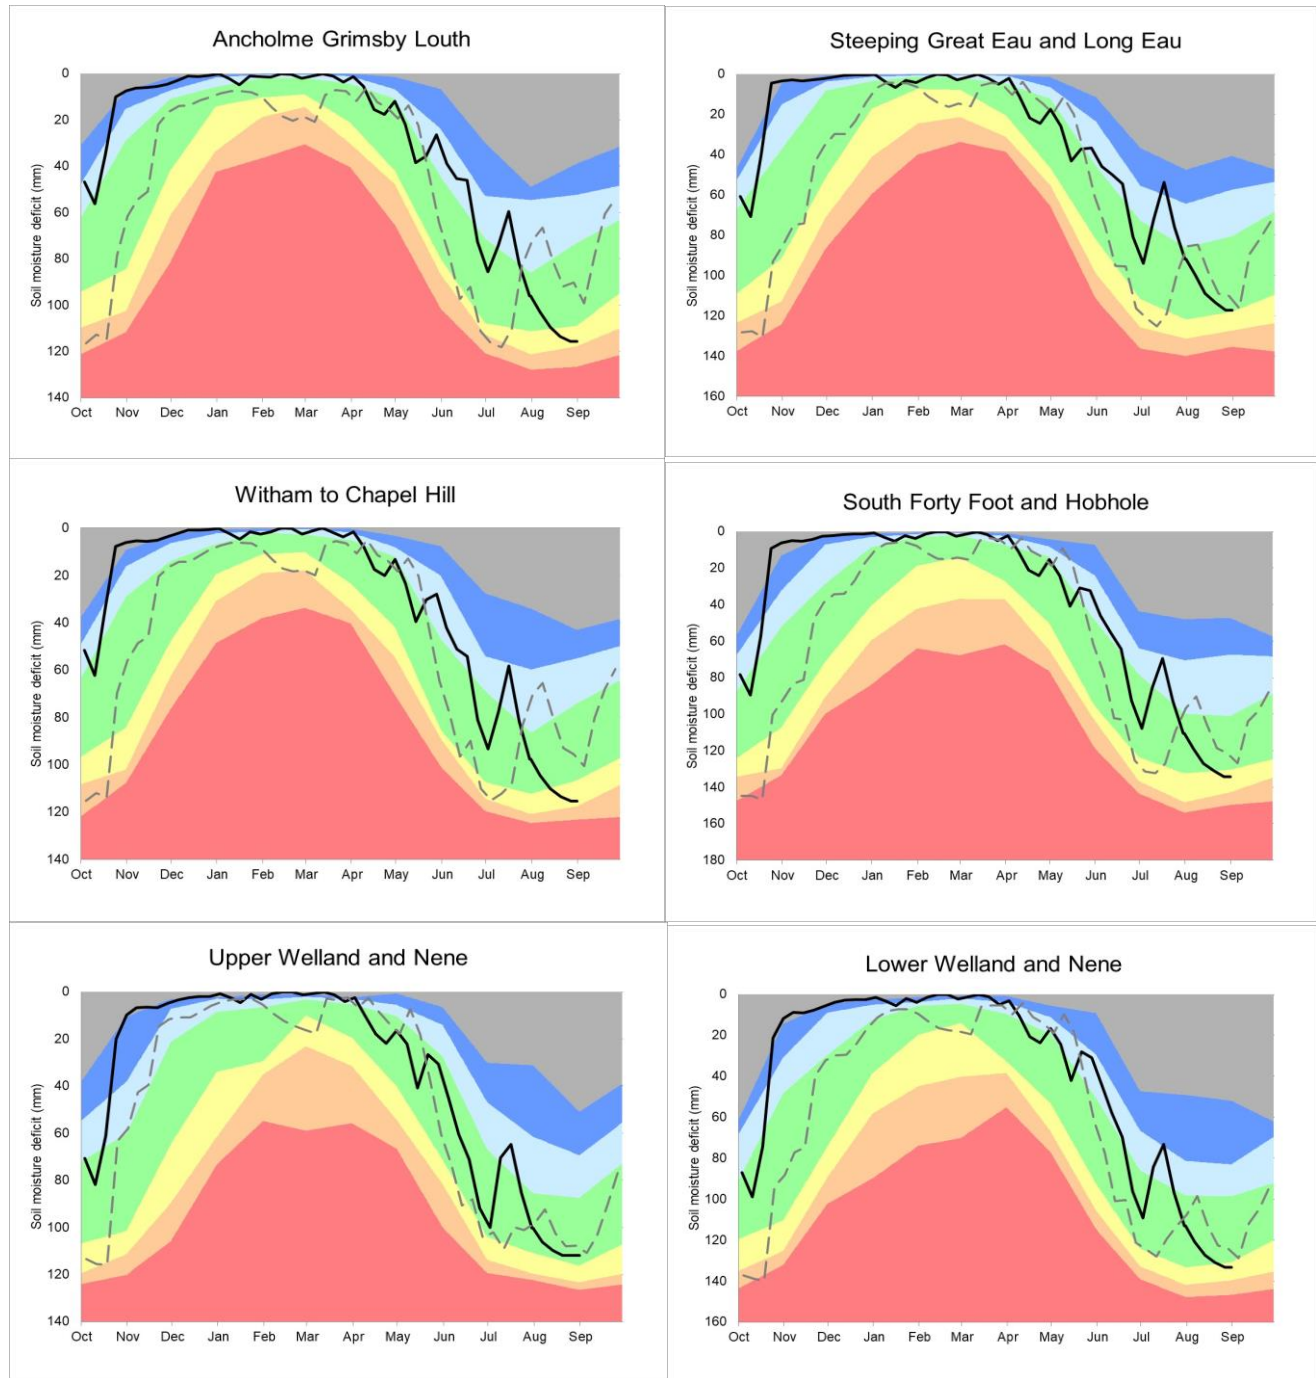 Ancholme Grimsby Louth
Soil moisture deficit (mm)
0
20
40
60
80
100
120
140
Oct Nov Dec Jan Feb Mar Apr May Jun Jul Aug Sep
Steeping Great Eau and Long Eau
Soil moisture deficit (mm)
0
20
40
60
80
100
120
140
160
Oct Nov Dec Jan Feb Mar Apr May Jun Jul Aug Sep
Witham to Chapel Hill
Soil moisture deficit (mm)
0
20
40
60
80
100
120
140
Oct Nov Dec Jan Feb Mar Apr May Jun Jul Aug Sep
South Forty Foot and Hobhole
Soil moisture deficit (mm)
0
20
40
60
80
100
120
140
160
180
Oct Nov Dec Jan Feb Mar Apr May Jun Jul Aug Sep
Upper Welland and Nene
Soil moisture deficit (mm)
0
20
40
60
80
100
120
140
Oct Nov Dec Jan Feb Mar Apr May Jun Jul Aug Sep
Lower Welland and Nene
Soil moisture deficit (mm)
0
20
40
60
80
100
120
140
160
Oct Nov Dec Jan Feb Mar Apr May Jun Jul Aug Sep